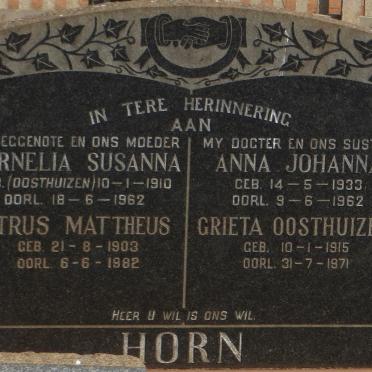 IN TERE HERINNERING
AAN
EGGENOTE EN ONS MOEDER
RNELIA SUSANNA
(OOSTHUIZEN) 10-1-1910
OORL. 18-6-1962
TRUS MATTHEUS
GEB. 21-8-1903
OORL. 6-6-1982
MY DOGTER EN ONS SUST
ANNA JOHANNA
GEB. 14-5-1933
OORL. 9-6-1962
GRIETA OOSTHUIZE
GEB. 10-1-1915
OORL. 31-7-1971
HEER U WIL IS ONS WIL.
HORN